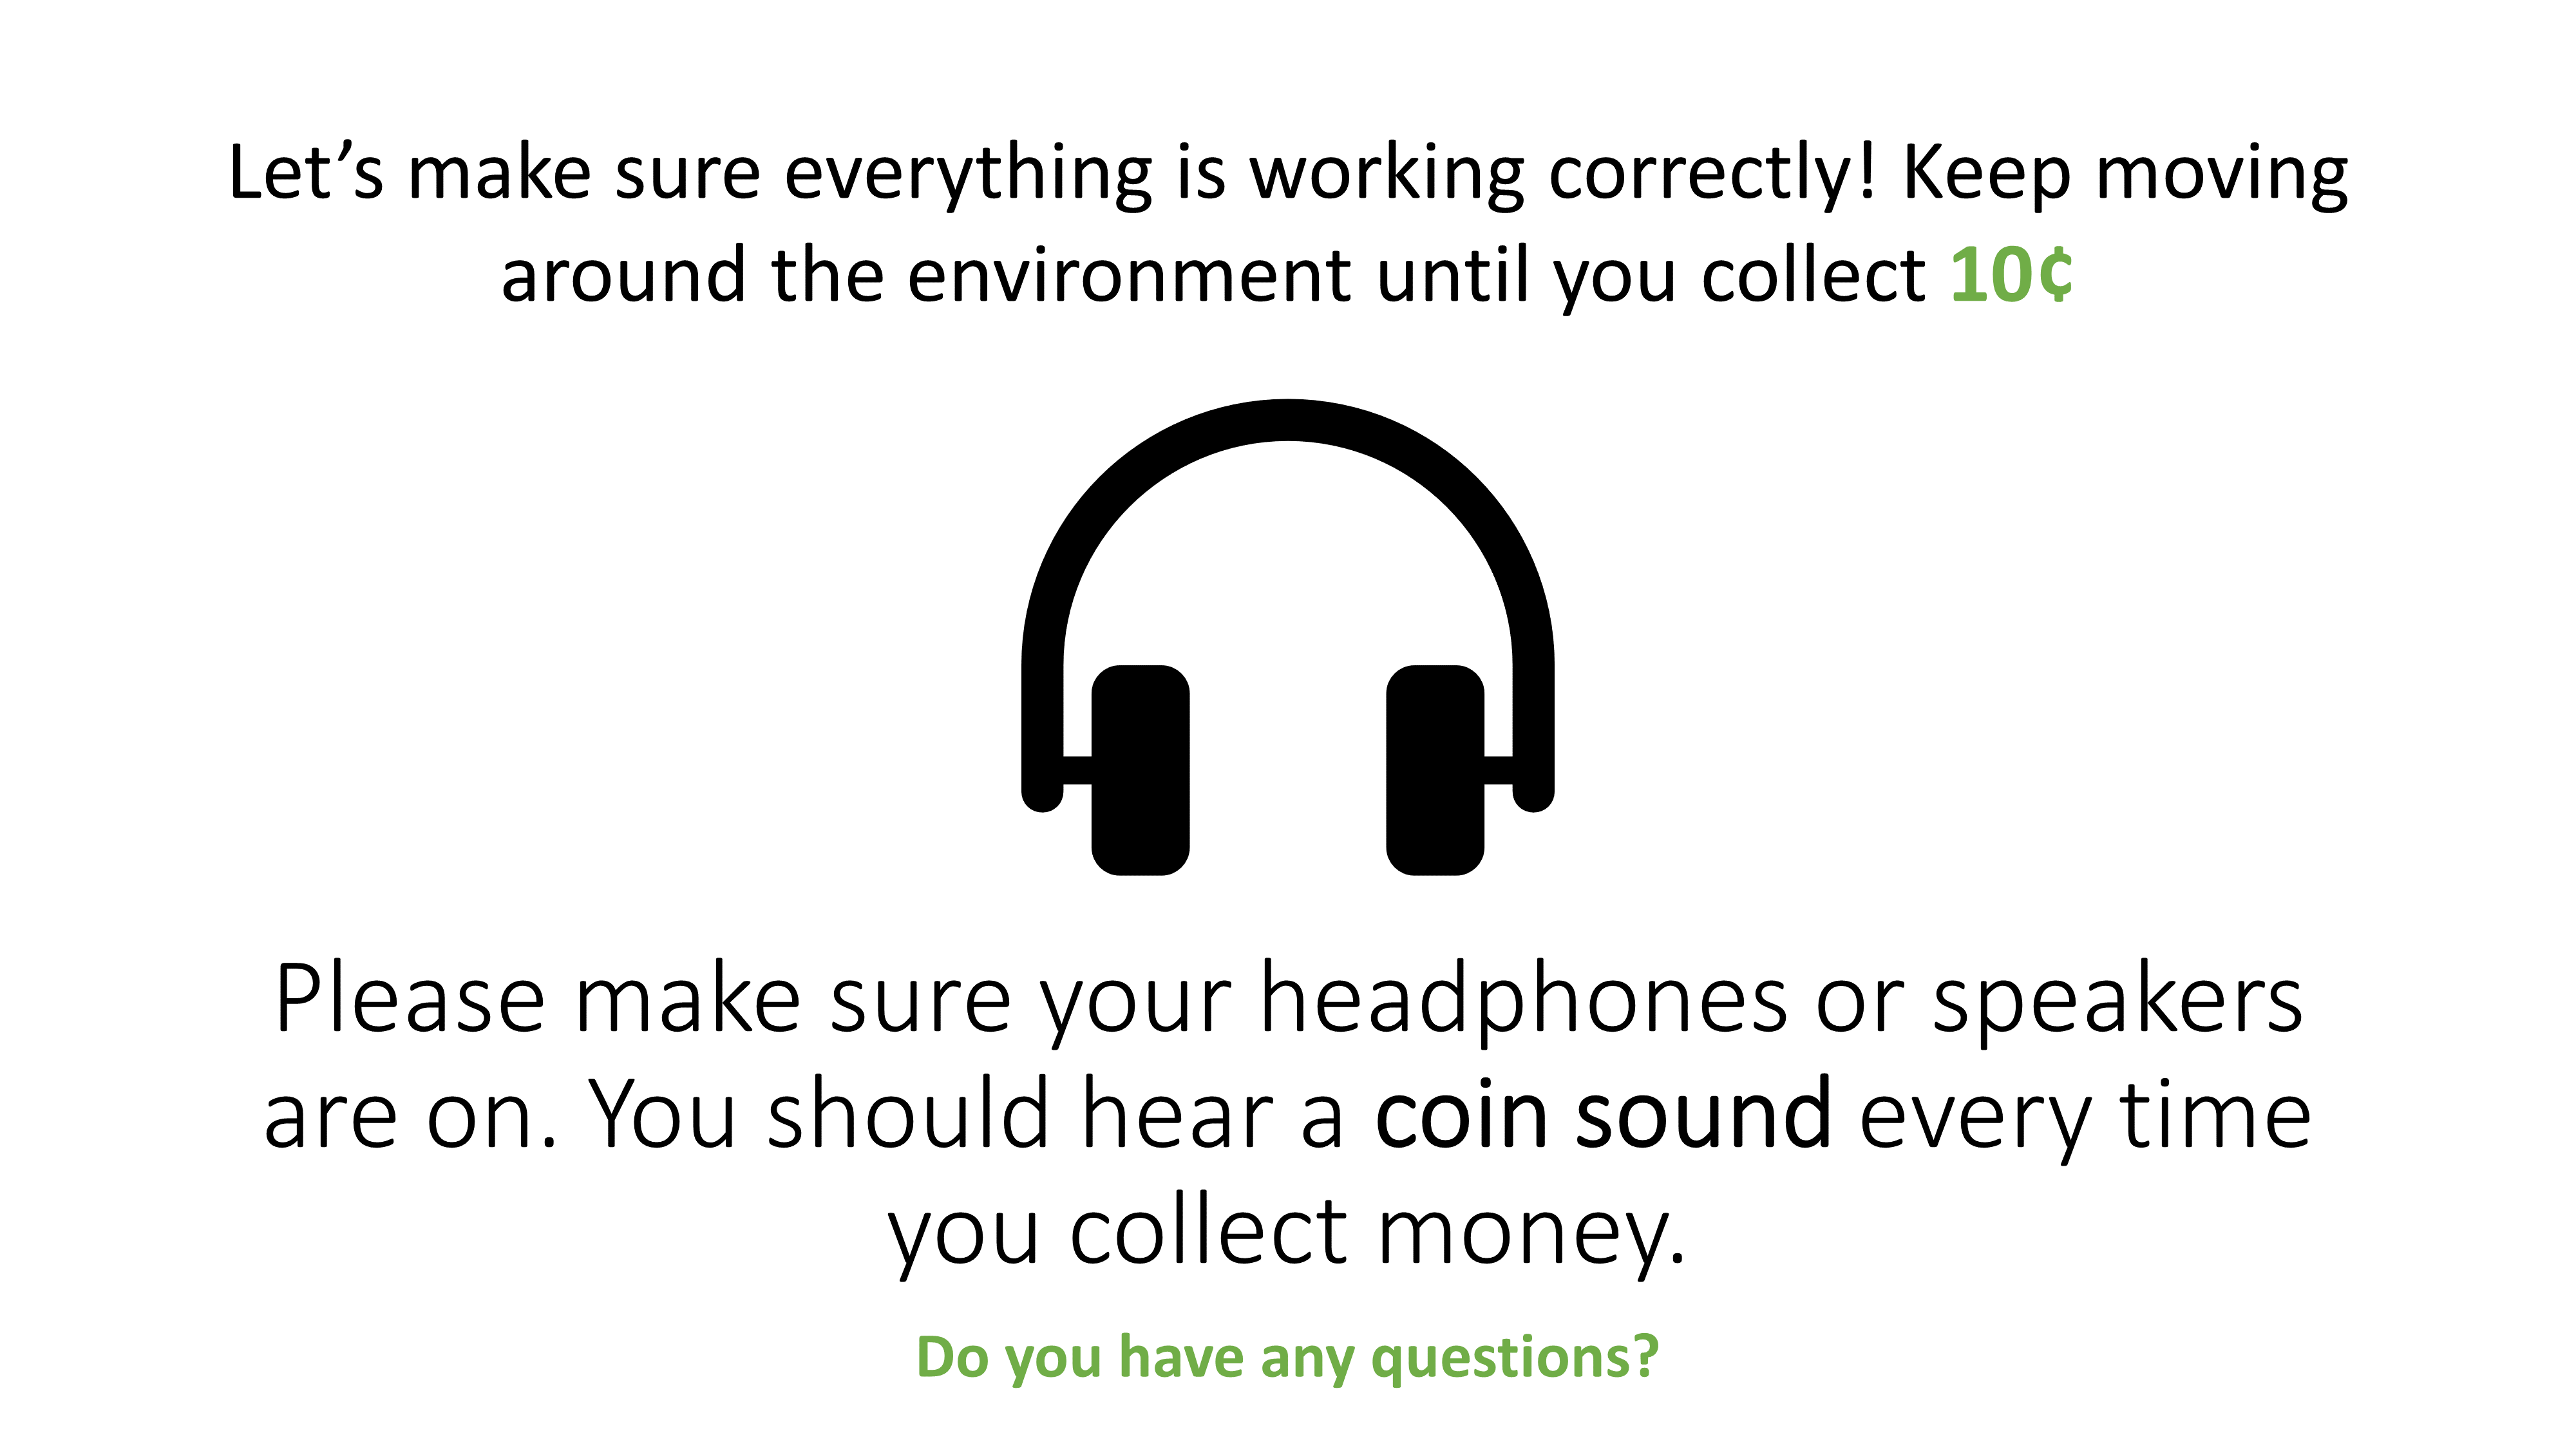 Let’s make sure everything is working correctly! Keep moving
around the environment until you collect 10¢
Please make sure your headphones or speakers
are on. You should hear a coin sound every time
you collect money.
Do you have any questions?